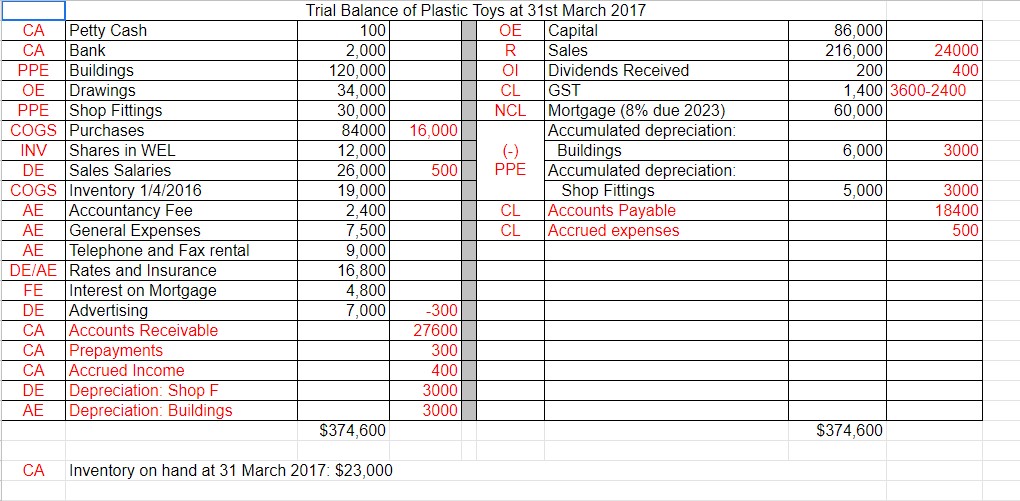 Trial Balance of Plastic Toys at 31st March 2017
CA Petty Cash 100 OE Capital 86,000
CA Bank 2,000 R Sales 216,000 24000
PPE Buildings 120,000 OI Dividends Received 200 400
OE Drawings 34,000 CL GST 1,400 3600-2400
PPE Shop Fittings 30,000 NCL Mortgage (8% due 2023) 60,000
COGS Purchases 84000 16,000 Accumulated depreciation:
INV Shares in WEL 12,000 (-) Buildings 6,000 3000
DE Sales Salaries 26,000 500 PPE Accumulated depreciation:
COGS Inventory 1/4/2016 19,000 Shop Fittings 5,000 3000
AE Accountancy Fee 2,400 CL Accounts Payable 18400
AE General Expenses 7,500 CL Accrued expenses 500
AE Telephone and Fax rental 9,000
DE/AE Rates and Insurance 16,800
FE Interest on Mortgage 4,800
DE Advertising 7,000 -300
CA Accounts Receivable 27600
CA Prepayments 300
CA Accrued Income 400
DE Depreciation: Shop F 3000
AE Depreciation: Buildings 3000
$374,600 $374,600
CA Inventory on hand at 31 March 2017: $23,000